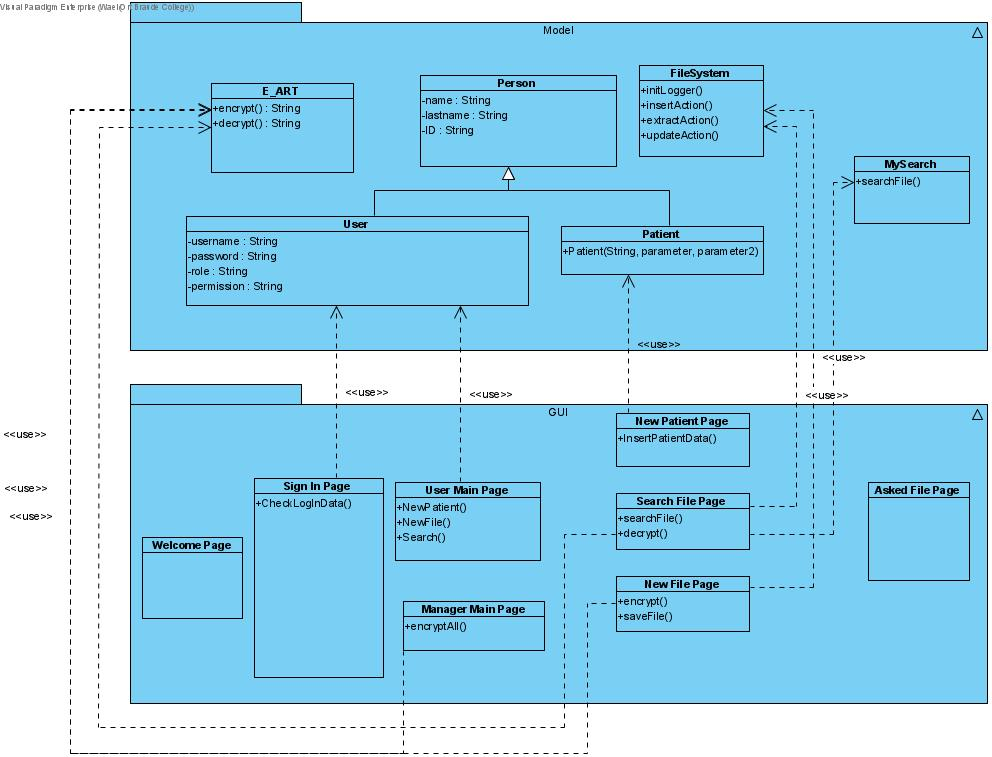 Visual Paradigm Enterprise (Wael(Ort Braude College))
Model
E_ART
+encrypt() : String
+decrypt() : String
Person
-name : String
-lastname : String
-ID : String
FileSystem
+initLogger()
+insertAction()
+extractAction()
+updateAction()
MySearch
+searchFile()
User
-username : String
-password : String
-role : String
-permission : String
Patient
+Patient(String, parameter, parameter2)
<<use>>
<<use>>
<<use>>
<<use>>
<<use>>
GUI
<<use>>
<<use>>
<<use>>
New Patient Page
+InsertPatientData()
Sign In Page
+CheckLogInData()
User Main Page
+NewPatient()
+NewFile()
+Search()
Search File Page
+searchFile()
+decrypt()
Asked File Page
Welcome Page
New File Page
+encrypt()
+saveFile()
Manager Main Page
+encryptAll()